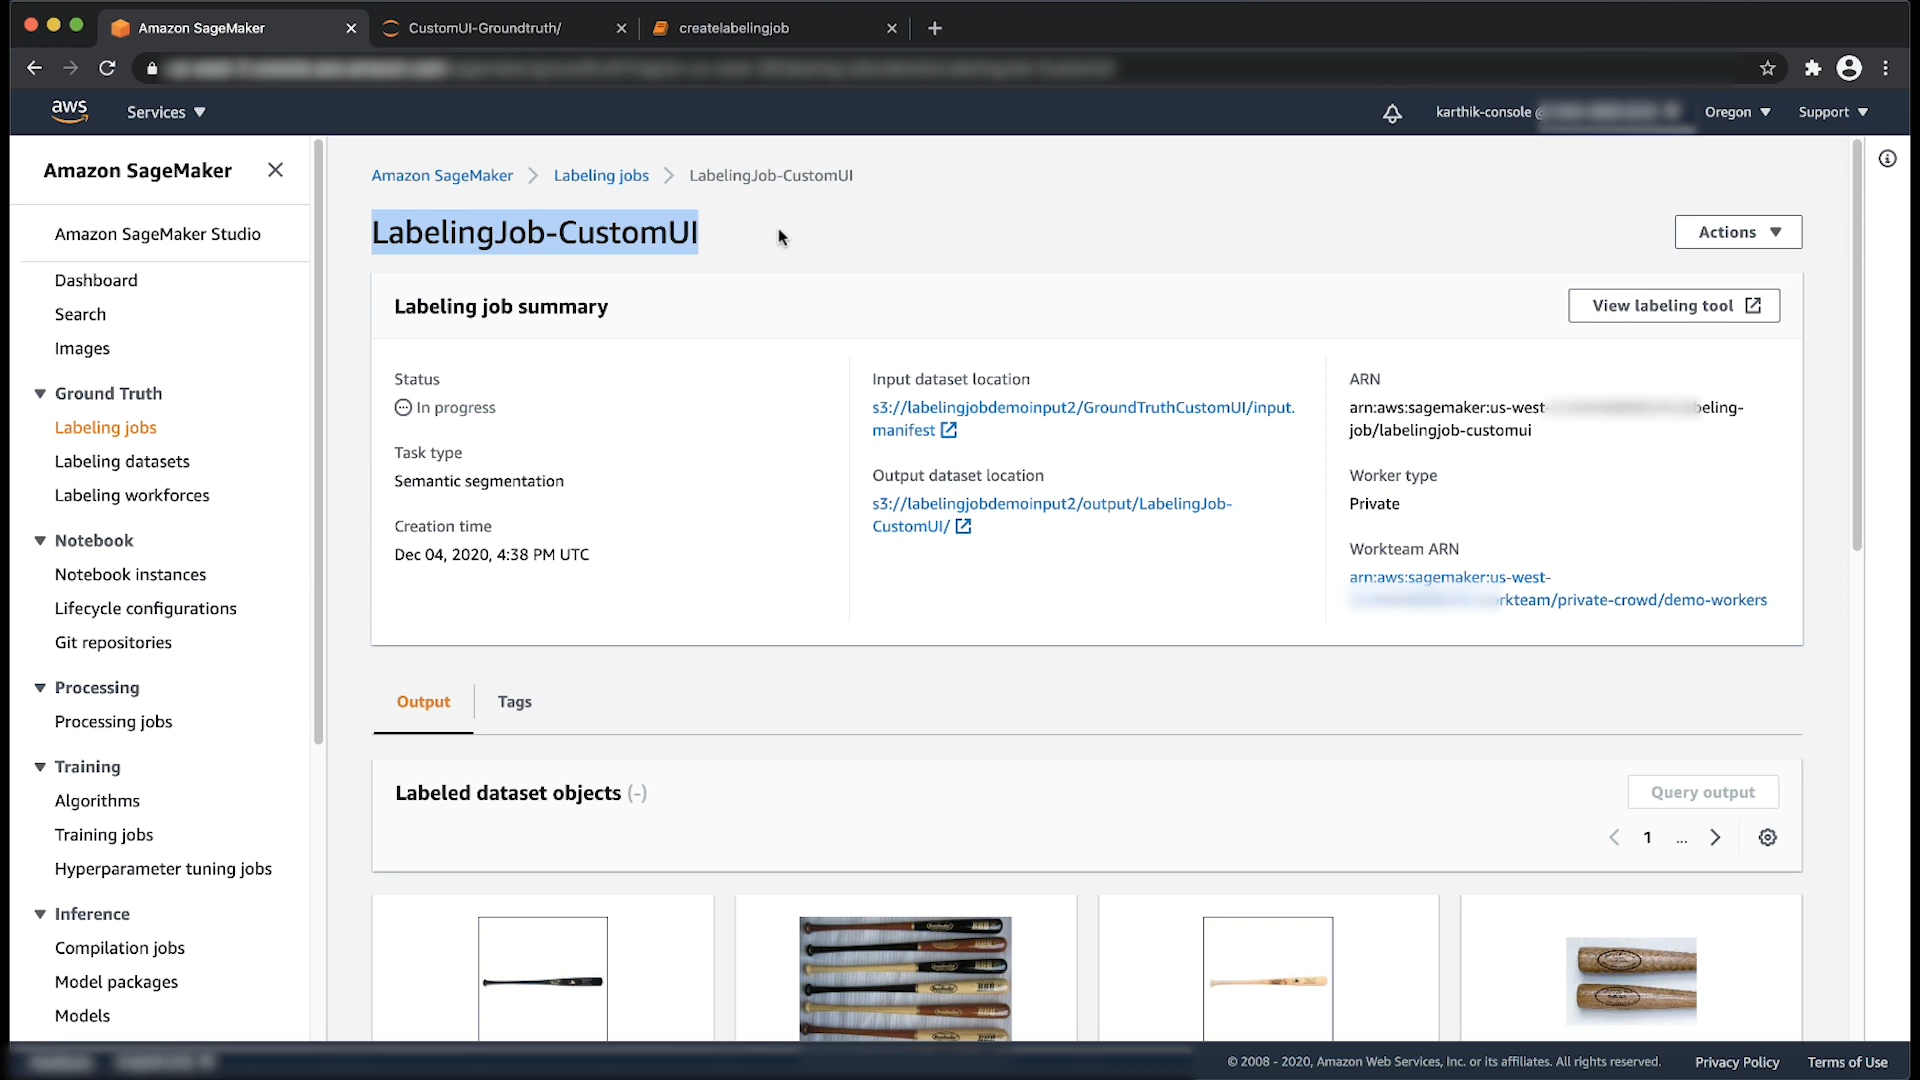 Amazon SageMaker
CustomUI-Groundtruth/
createlabelingjob
aws
Services
karthik-console @
Oregon
Support
Amazon SageMaker
Amazon SageMaker Studio
Dashboard
Search
Images
Ground Truth
Labeling jobs
Labeling datasets
Labeling workforces
Notebook
Notebook instances
Lifecycle configurations
Git repositories
Processing
Processing jobs
Training
Algorithms
Training jobs
Hyperparameter tuning jobs
Inference
Compilation jobs
Model packages
Models
Amazon SageMaker
Labeling jobs
LabelingJob-CustomUI
LabelingJob-CustomUI
Actions
Labeling job summary
View labeling tool
Status
In progress
Task type
Semantic segmentation
Creation time
Dec 04, 2020, 4:38 PM UTC
Input dataset location
s3://labelingjobdemoinput2/GroundTruthCustomUI/input.
manifest
Output dataset location
s3://labelingjobdemoinput2/output/LabelingJob-
CustomUI/
ARN
arn:aws:sagemaker:us-west- beling-
job/labelingjob-customui
Worker type
Private
Workteam ARN
arn:aws:sagemaker:us-west-
rkteam/private-crowd/demo-workers
Output
Tags
Labeled dataset objects (-)
Query output
1
...
© 2008 - 2020, Amazon Web Services, Inc. or its affiliates. All rights reserved.
Privacy Policy
Terms of Use